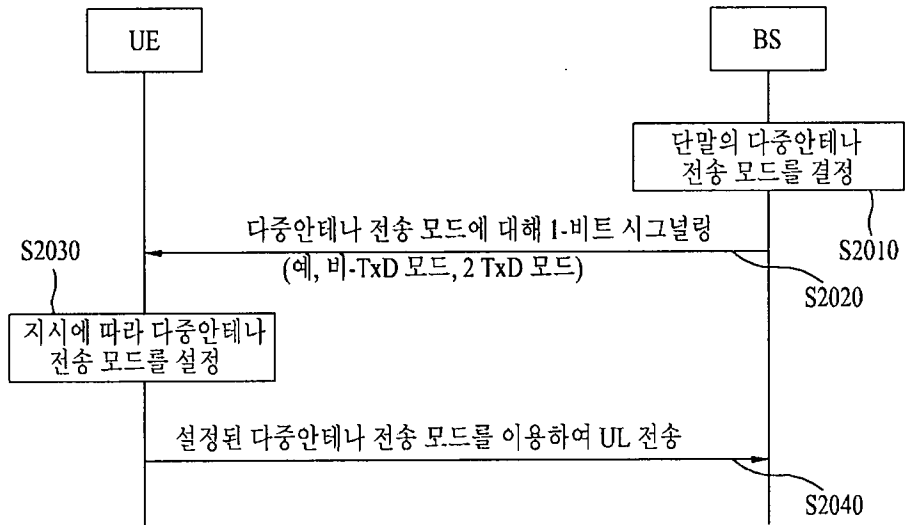 UE
BS
단말의 다중안테나
전송 모드를 결정
S2010
다중안테나 전송 모드에 대해 1-비트 시그널링
(예, 비-TxD 모드, 2 TxD 모드)
S2020
S2030
지시에 따라 다중안테나
전송 모드를 설정
설정된 다중안테나 전송 모드를 이용하여 UL 전송
S2040